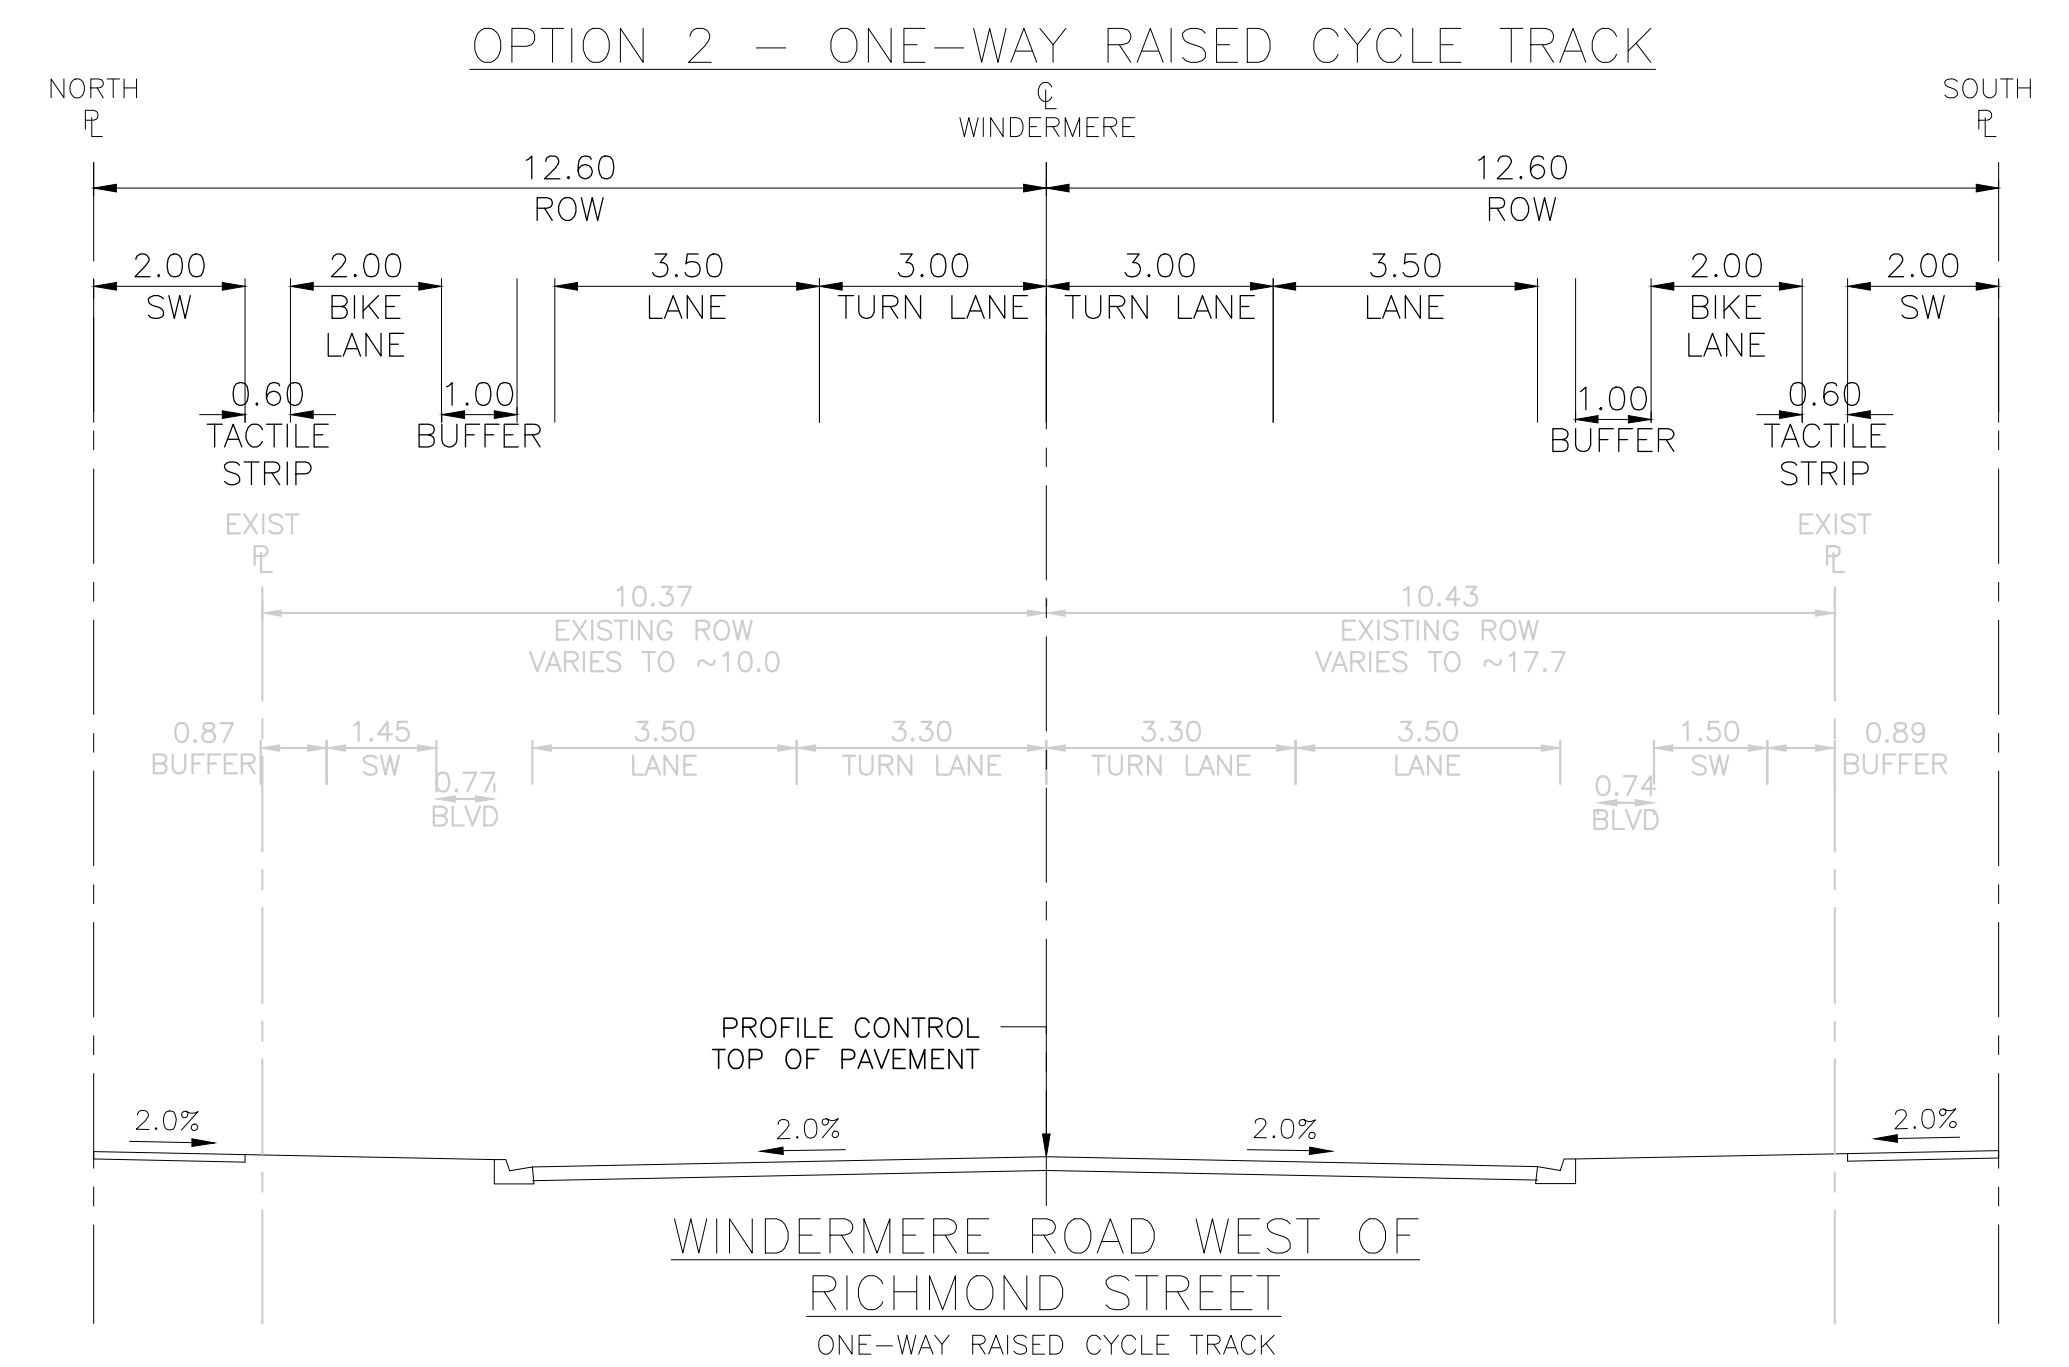 OPTION 2 – ONE–WAY RAISED CYCLE TRACK
NORTH
PL
CL
WINDERMERE
SOUTH
PL
12.60
ROW
12.60
ROW
2.00
SW
2.00
BIKE
LANE
3.50
LANE
3.00
TURN LANE
3.00
TURN LANE
3.50
LANE
2.00
BIKE
LANE
2.00
SW
0.60
TACTILE
STRIP
1.00
BUFFER
1.00
BUFFER
0.60
TACTILE
STRIP
EXIST
PL
EXIST
PL
10.37
EXISTING ROW
VARIES TO ~10.0
10.43
EXISTING ROW
VARIES TO ~17.7
0.87
BUFFER
1.45
SW
0.77
BLVD
3.50
LANE
3.30
TURN LANE
3.30
TURN LANE
3.50
LANE
0.74
BLVD
1.50
SW
0.89
BUFFER
PROFILE CONTROL
TOP OF PAVEMENT
2.0%
2.0%
2.0%
2.0%
WINDERMERE ROAD WEST OF
RICHMOND STREET
ONE–WAY RAISED CYCLE TRACK